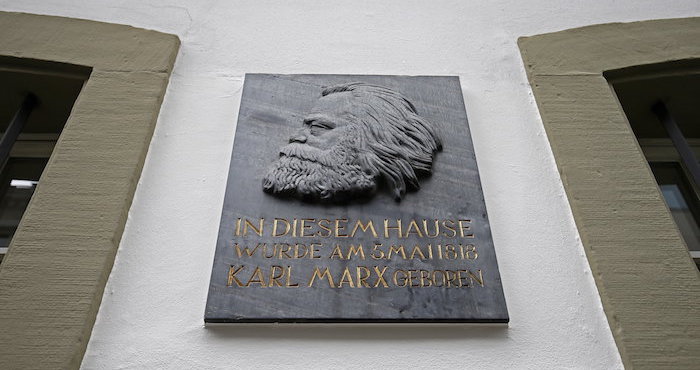 IN DIESEM HAUSE
WURDE AM 5.MAI 1818
KARL MARX GEBOREN